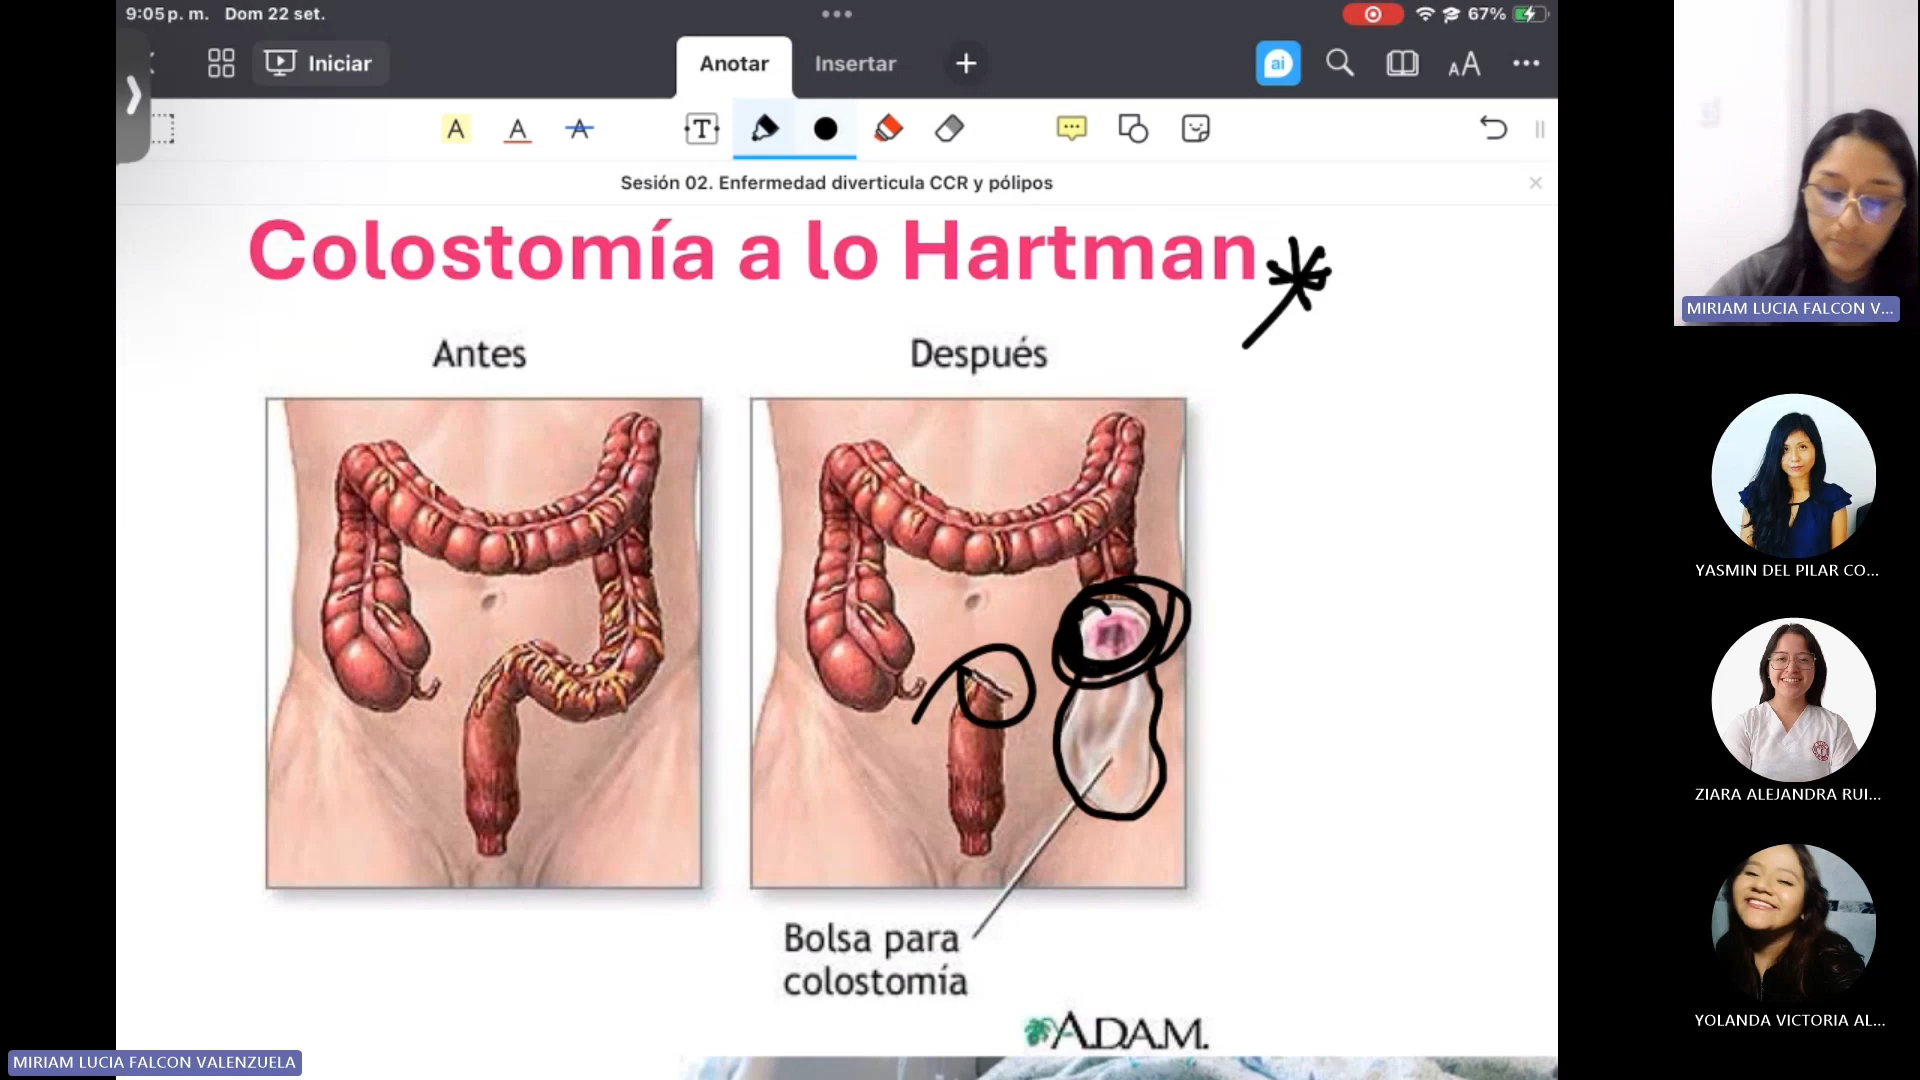 9:05 p. m. Dom 22 set.
67%
Iniciar
Anotar
Insertar
ai
AA
A A A T
Sesión 02. Enfermedad diverticula CCR y pólipos
Colostomía a lo Hartman
Antes
Después
Bolsa para
colostomía
A.D.A.M.
MIRIAM LUCIA FALCON VALENZUELA
MIRIAM LUCIA FALCON V...
YASMIN DEL PILAR CO...
ZIARA ALEJANDRA RUI...
YOLANDA VICTORIA AL...